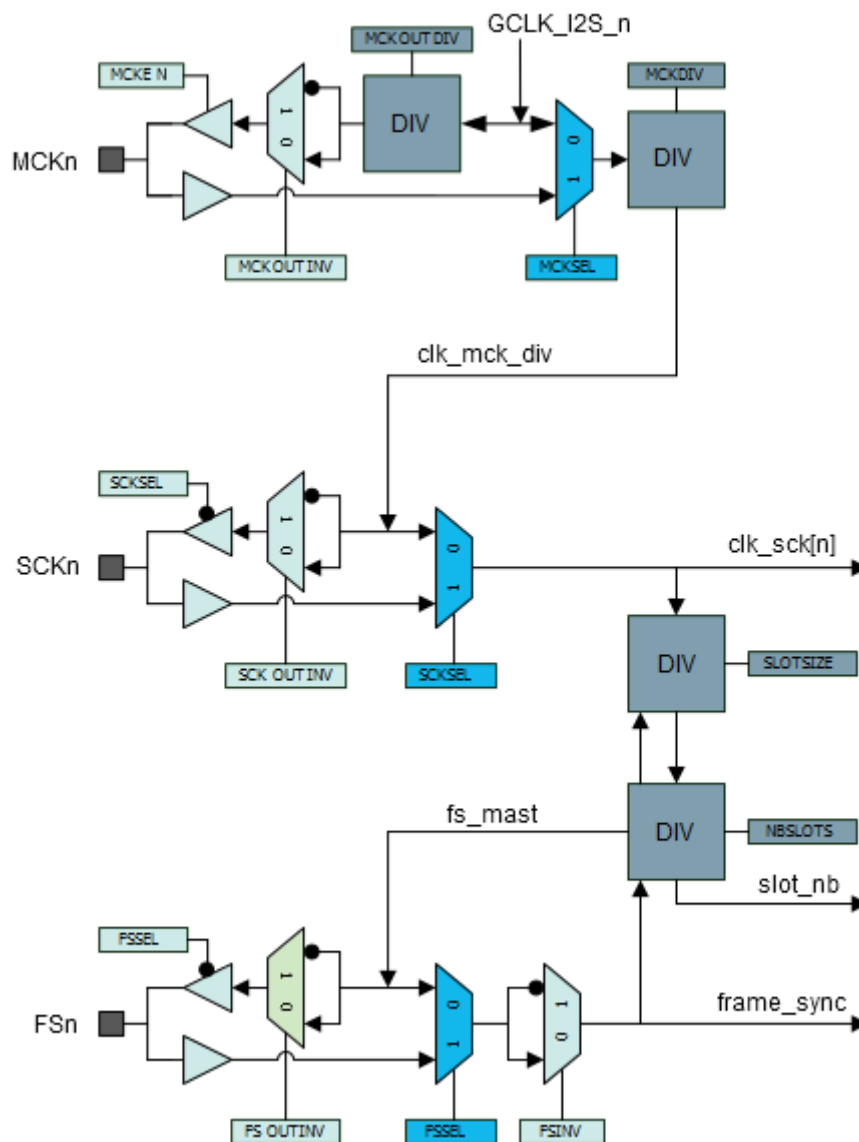 GCLK_I2S_n
MCKOUTDIV
MCKE N
MCKDIV
1 0
DIV
0 1
DIV
MCKn
MCKOUTINV
MCKSEL
clk_mck_div
SCKSEL
1 0
0 1
clk_sck[n]
SCKn
DIV
SLOTSIZE
SCK OUTINV
SCKSEL
fs_mast
DIV
NBSLOTS
slot_nb
FSSEL
1 0
0 1
1 0
frame_sync
FSn
FS OUTINV
FSSEL
FSINV